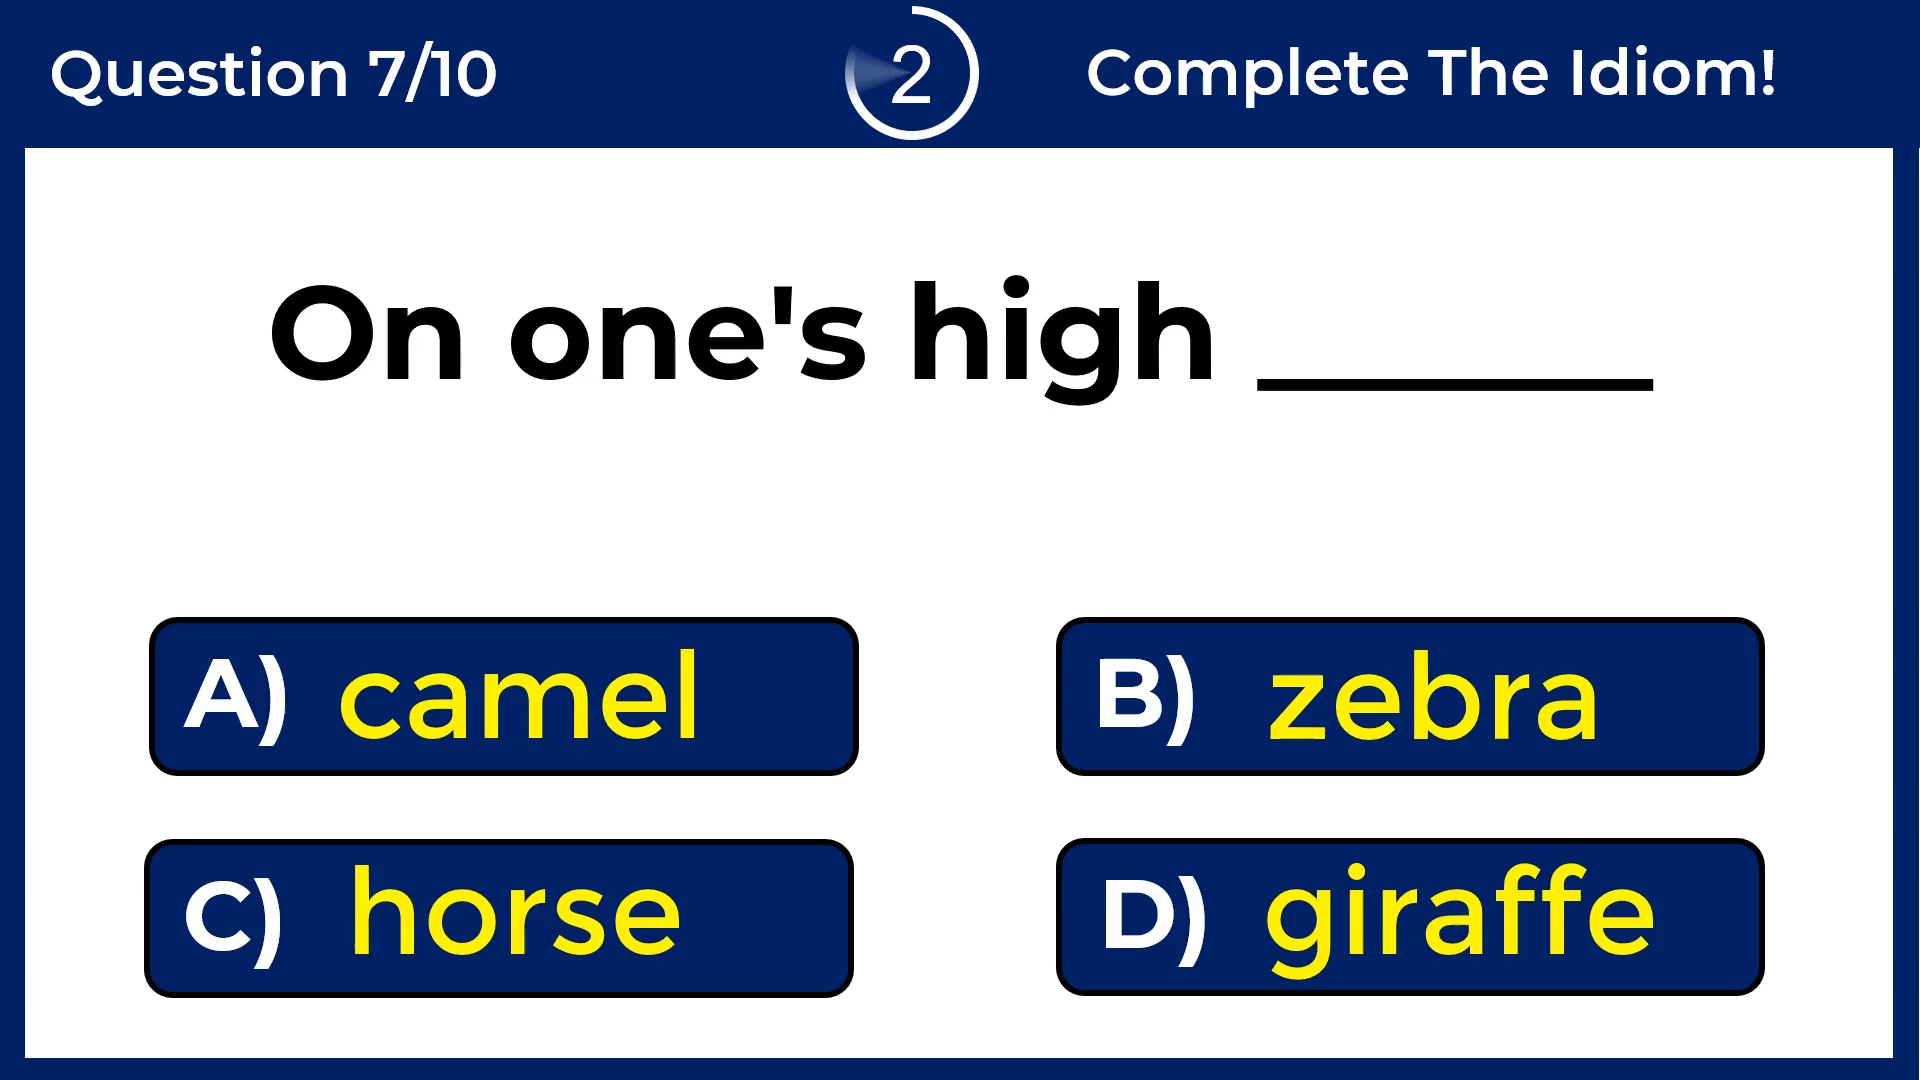 Question 7/10
2
Complete The Idiom!
On one's high ______
A) camel
B) zebra
C) horse
D) giraffe